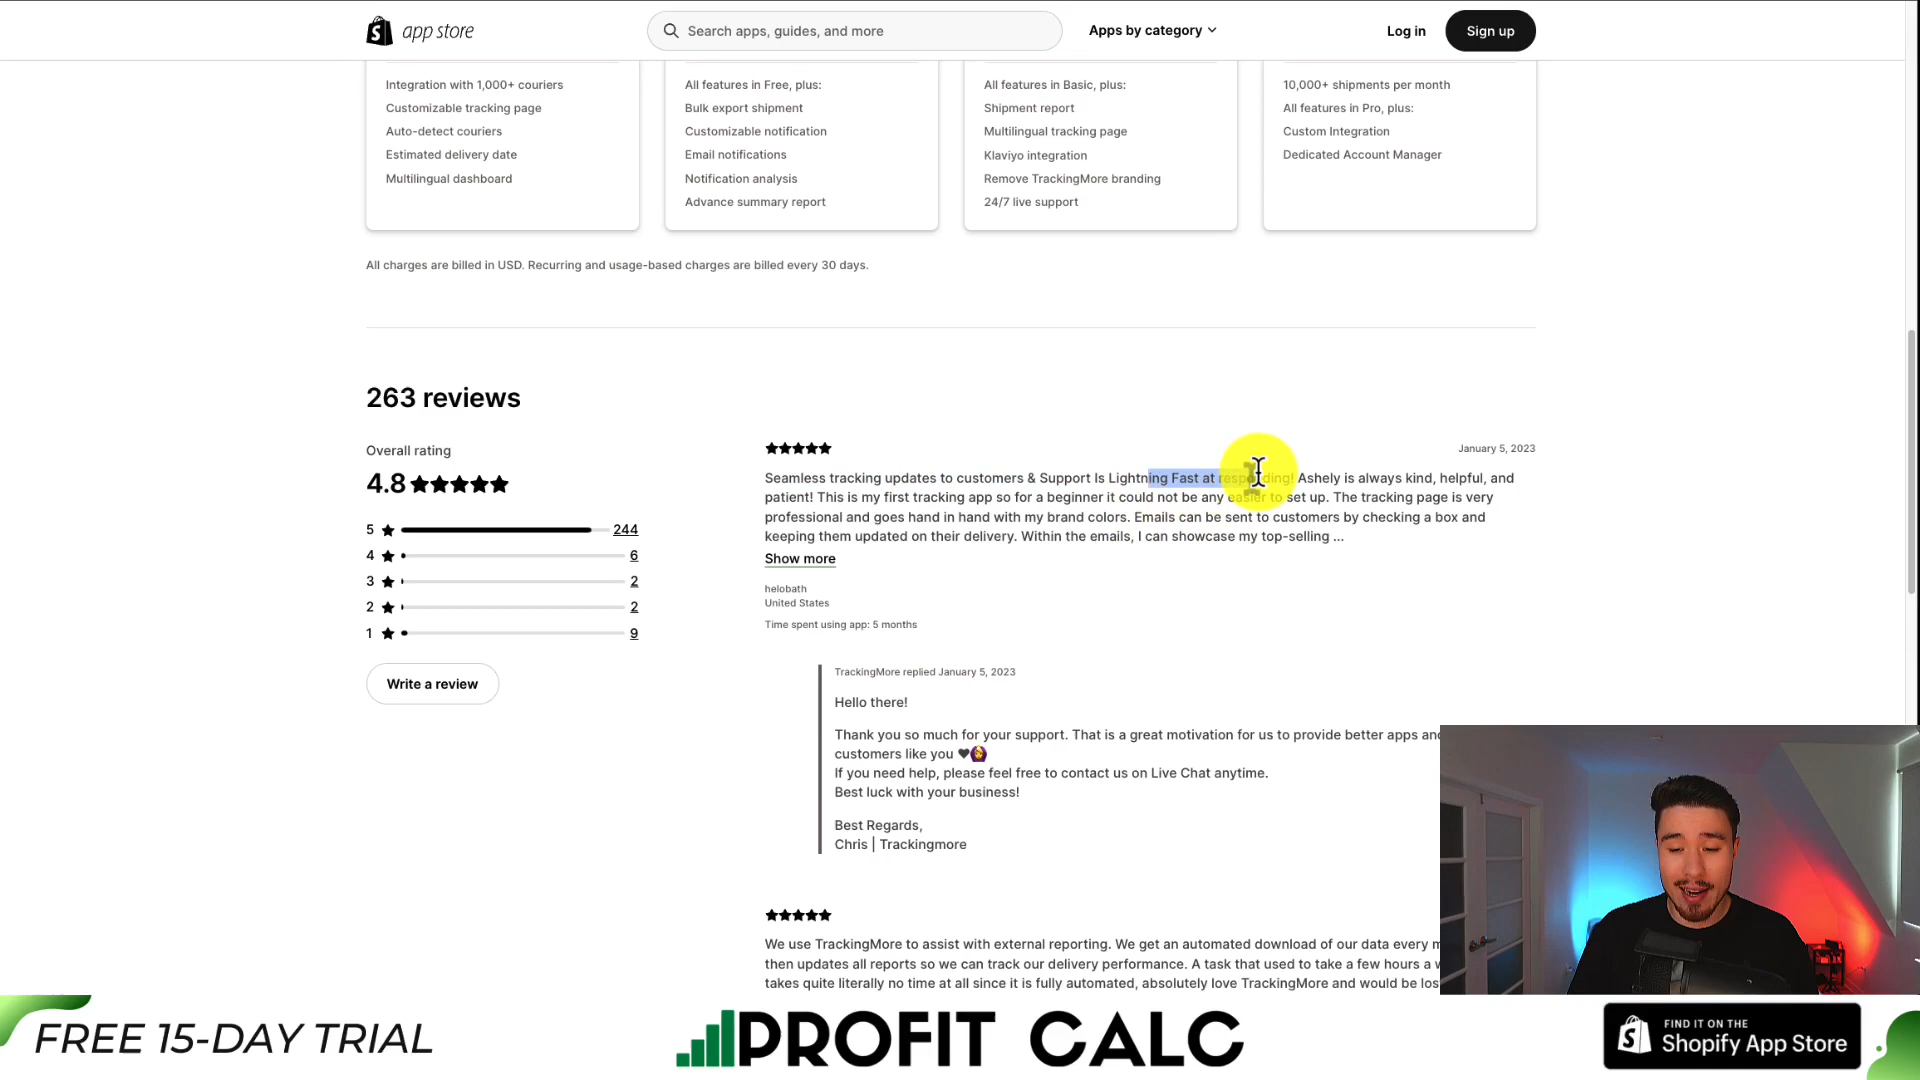 app store
Search apps, guides, and more
Apps by category
Log in
Sign up
Integration with 1,000+ couriers
Customizable tracking page
Auto-detect couriers
Estimated delivery date
Multilingual dashboard
All features in Free, plus:
Bulk export shipment
Customizable notification
Email notifications
Notification analysis
Advance summary report
All features in Basic, plus:
Shipment report
Multilingual tracking page
Klaviyo integration
Remove TrackingMore branding
24/7 live support
10,000+ shipments per month
All features in Pro, plus:
Custom Integration
Dedicated Account Manager
All charges are billed in USD. Recurring and usage-based charges are billed every 30 days.
263 reviews
Overall rating
4.8
5 244
4 6
3 2
2 2
1 9
Write a review
January 5, 2023
Seamless tracking updates to customers & Support Is Lightning Fast at responding! Ashely is always kind, helpful, and
patient! This is my first tracking app so for a beginner it could not be any easier to set up. The tracking page is very
professional and goes hand in hand with my brand colors. Emails can be sent to customers by checking a box and
keeping them updated on their delivery. Within the emails, I can showcase my top-selling ...
Show more
helobath
United States
Time spent using app: 5 months
TrackingMore replied January 5, 2023
Hello there!
Thank you so much for your support. That is a great motivation for us to provide better apps and
customers like you
If you need help, please feel free to contact us on Live Chat anytime.
Best luck with your business!
Best Regards,
Chris | Trackingmore
We use TrackingMore to assist with external reporting. We get an automated download of our data every
then updates all reports so we can track our delivery performance. A task that used to take a few hours a
takes quite literally no time at all since it is fully automated, absolutely love TrackingMore and would be
FREE 15-DAY TRIAL
PROFIT CALC
FIND IT ON THE
Shopify App Store